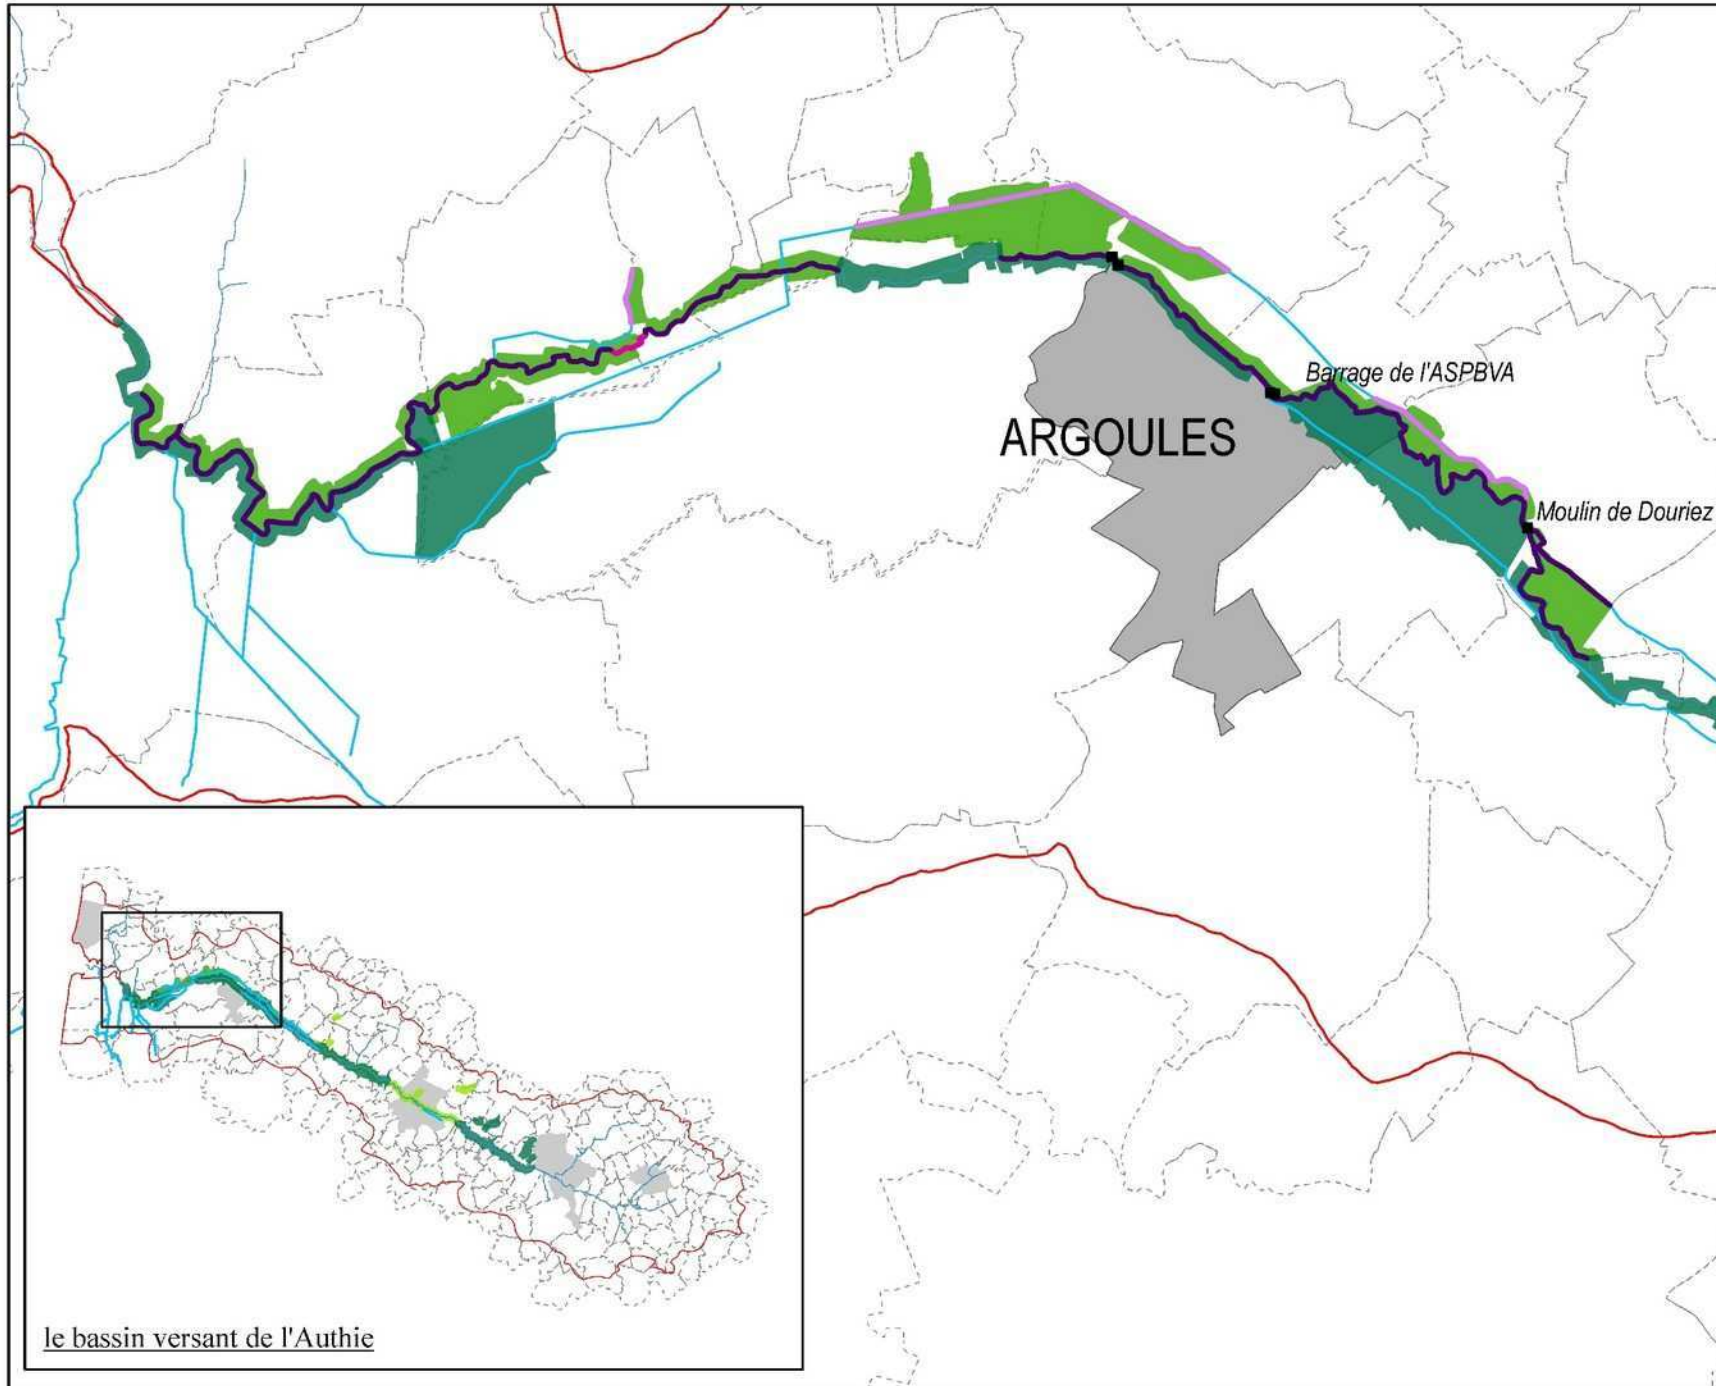 Barrage de l'ASPBVA
ARGOULES
Moulin de Douriez
le bassin versant de l'Authie